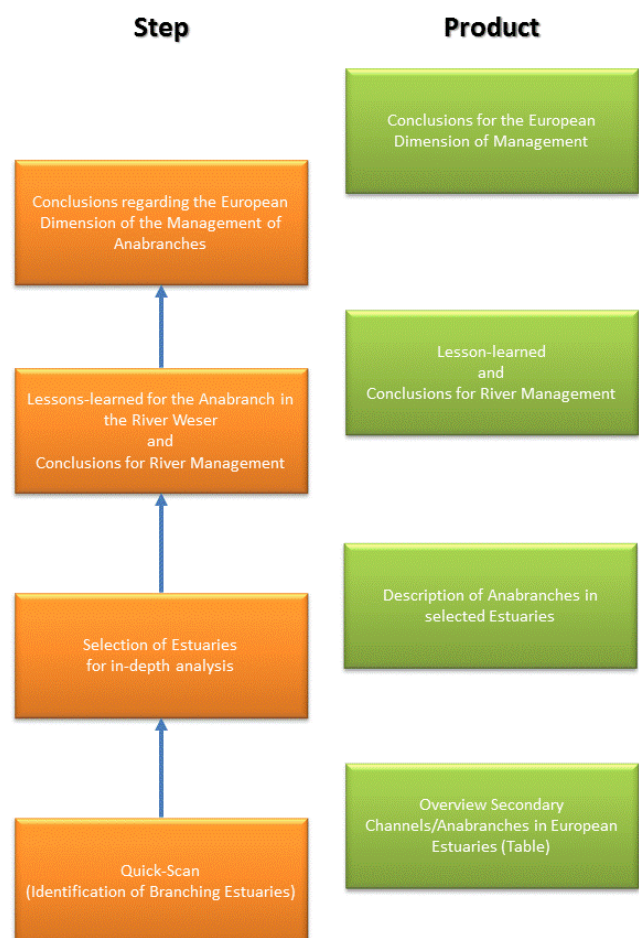 Step
Product
Conclusions for the European
Dimension of Management
Conclusions regarding the European
Dimension of the Management of
Anabranches
Lesson-learned
and
Conclusions for River Management
Lessons-learned for the Anabranch in
the River Weser
and
Conclusions for River Management
Description of Anabranches in
selected Estuaries
Selection of Estuaries
for in-depth analysis
Overview Secondary
Channels/Anabranches in European
Estuaries (Table)
Quick-Scan
(Identification of Branching Estuaries)